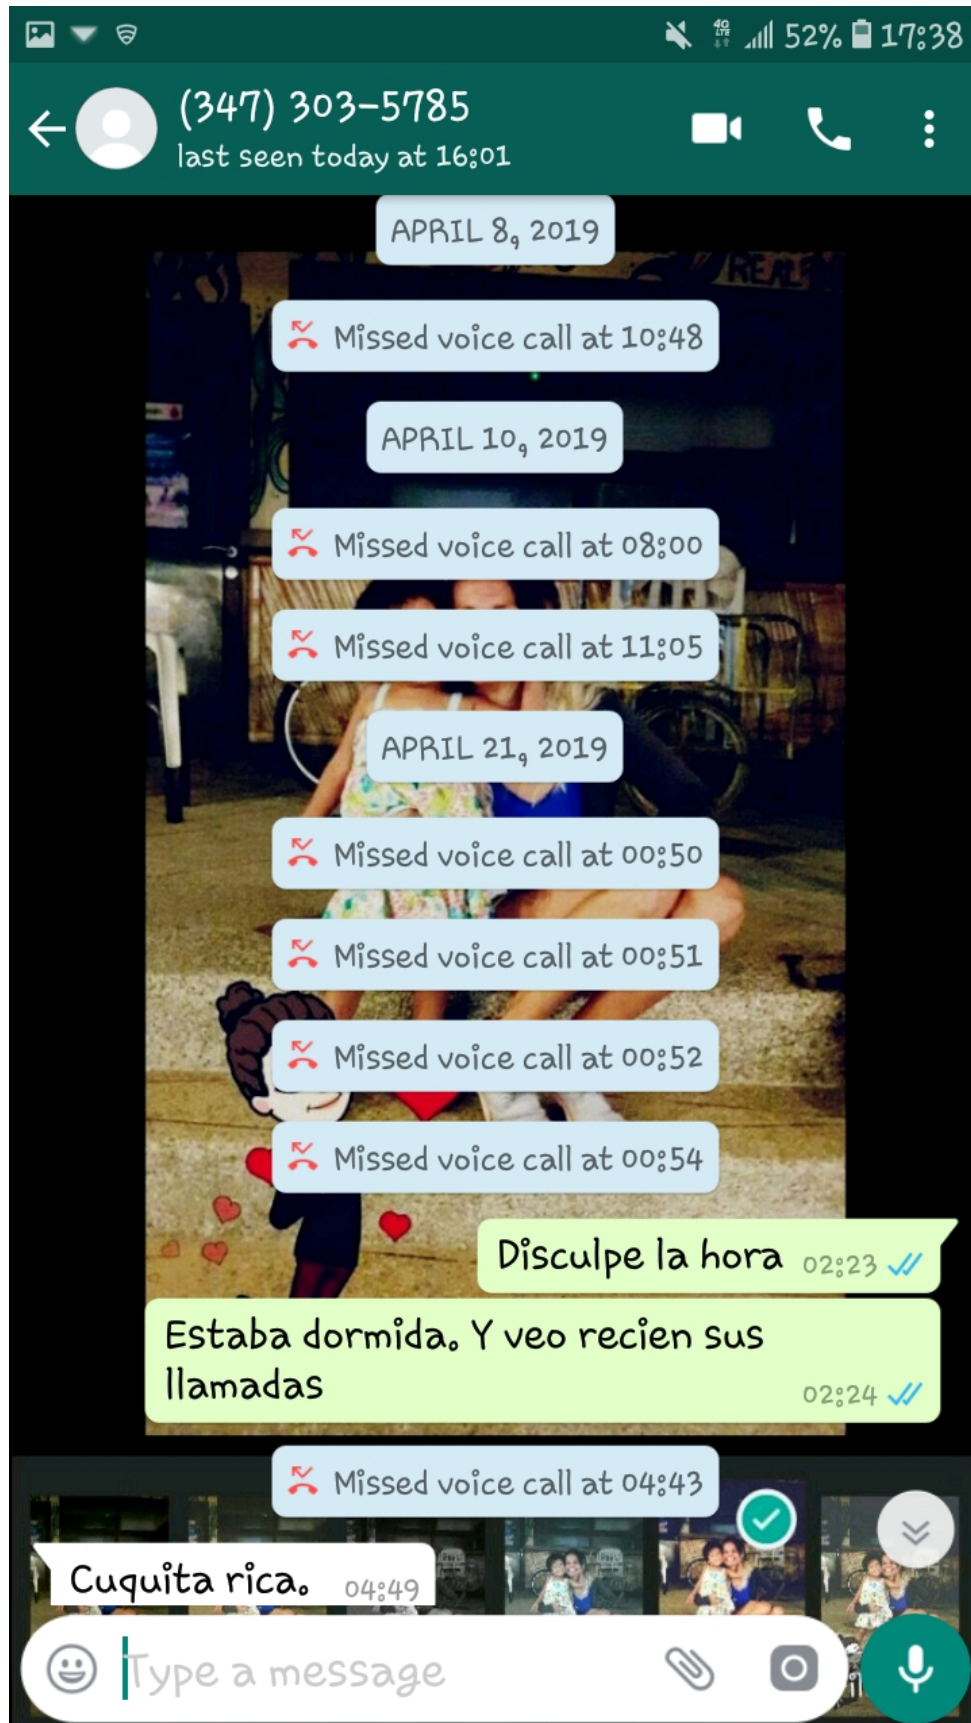 4G
LTE
52%
17:38
(347) 303-5785
last seen today at 16:01
APRIL 8, 2019
REAL
Missed voice call at 10:48
APRIL 10, 2019
Missed voice call at 08:00
Missed voice call at 11:05
APRIL 21, 2019
Missed voice call at 00:50
Missed voice call at 00:51
Missed voice call at 00:52
Missed voice call at 00:54
Disculpe la hora 02:23
Estaba dormida. Y veo recien sus
llamadas 02:24
Missed voice call at 04:43
Cuquita rica. 04:49
Type a message